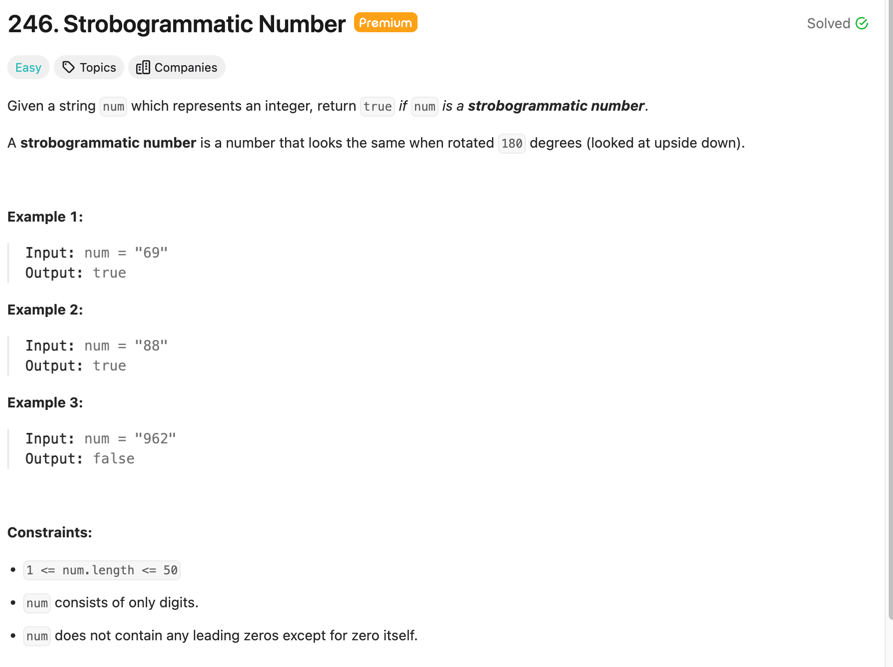 246. Strobogrammatic Number Premium Solved
Easy Topics Companies
Given a string num which represents an integer, return true if num is a strobogrammatic number.
A strobogrammatic number is a number that looks the same when rotated 180 degrees (looked at upside down).
Example 1:
Input: num = "69"
Output: true
Example 2:
Input: num = "88"
Output: true
Example 3:
Input: num = "962"
Output: false
Constraints:
• 1 <= num.length <= 50
• num consists of only digits.
• num does not contain any leading zeros except for zero itself.